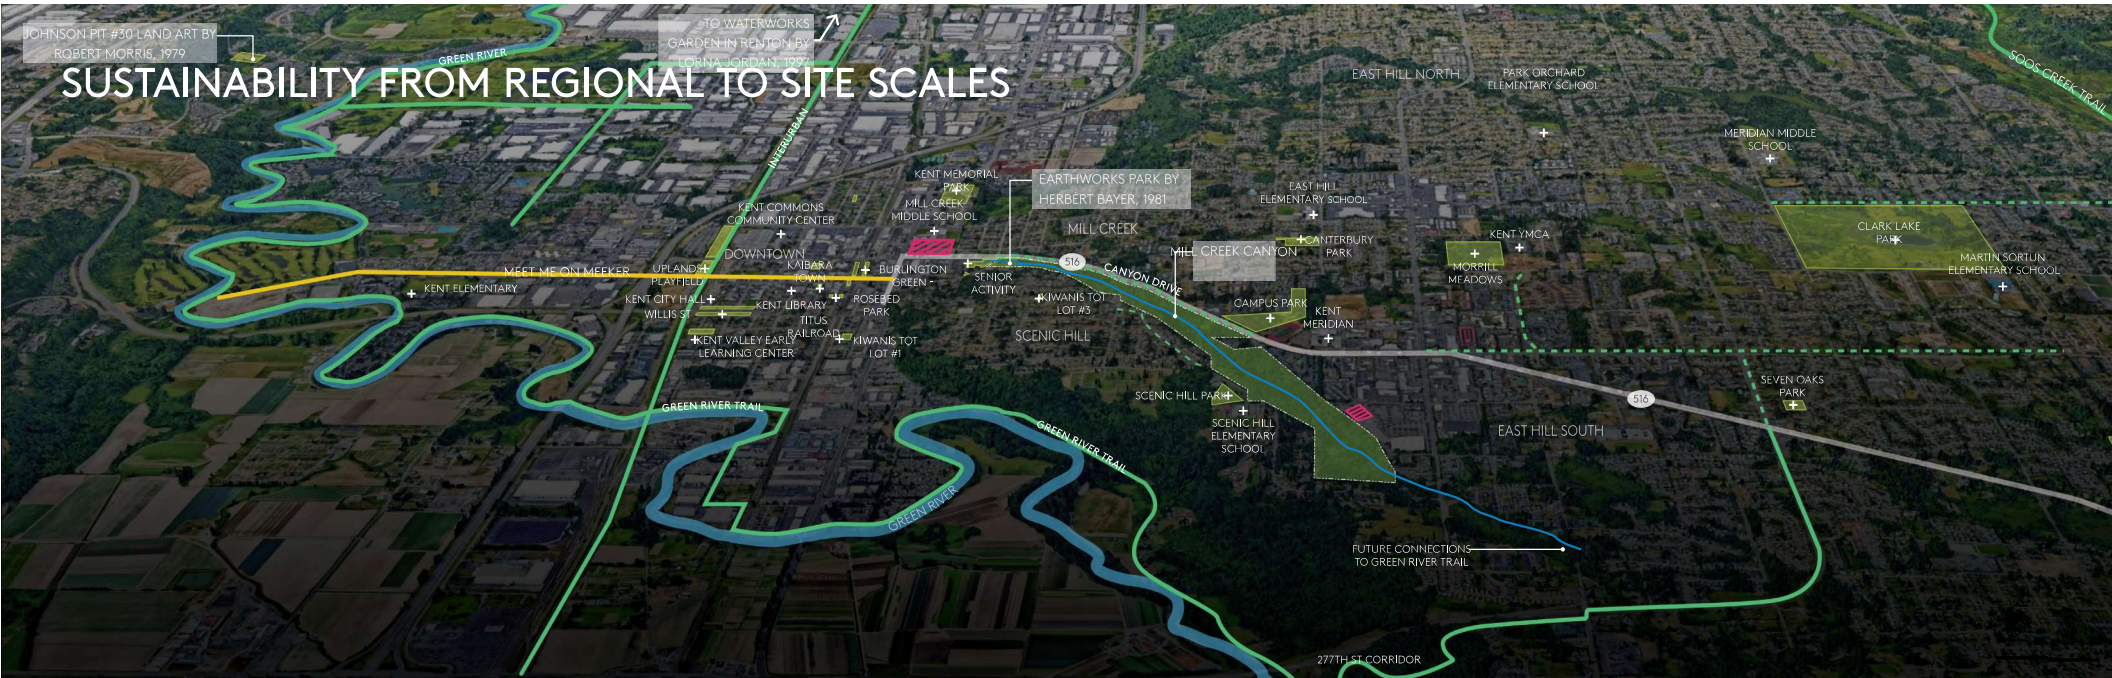 JOHNSON PIT #30 LAND ART BY
ROBERT MORRIS, 1979
GREEN RIVER
TO WATERWORKS
GARDEN IN RENTON BY
LORNA JORDAN, 1997
SUSTAINABILITY FROM REGIONAL TO SITE SCALES
INTERURBAN
EAST HILL NORTH
PARK ORCHARD
ELEMENTARY SCHOOL
SOOS CREEK TRAIL
MERIDIAN MIDDLE
SCHOOL
KENT MEMORIAL
PARK
EARTHWORKS PARK BY
HERBERT BAYER, 1981
MILL CREEK
MIDDLE SCHOOL
EAST HILL
ELEMENTARY SCHOOL
KENT COMMONS
COMMUNITY CENTER
MILL CREEK
CLARK LAKE
PARK
KENT YMCA
CANTERBURY
PARK
MILL CREEK CANYON
DOWNTOWN
MARTIN SORTUN
ELEMENTARY SCHOOL
MORRILL
MEADOWS
516
CANYON DRIVE
MEET ME ON MEEKER
UPLANDS
PLAYFIELD
KAIBARA
TOWN
BURLINGTON
GREEN -
SENIOR
ACTIVITY
KENT ELEMENTARY
KENT CITY HALL
KENT LIBRARY
ROSEBED
PARK
KIWANIS TOT
LOT #3
CAMPUS PARK
WILLIS ST
TITUS
RAILROAD
KENT
MERIDIAN
KENT VALLEY EARLY
LEARNING CENTER
KIWANIS TOT
LOT #1
SCENIC HILL
SEVEN OAKS
PARK
SCENIC HILL PARK
516
GREEN RIVER TRAIL
SCENIC HILL
ELEMENTARY
SCHOOL
EAST HILL SOUTH
GREEN RIVER TRAIL
GREEN RIVER
FUTURE CONNECTIONS
TO GREEN RIVER TRAIL
277TH ST CORRIDOR